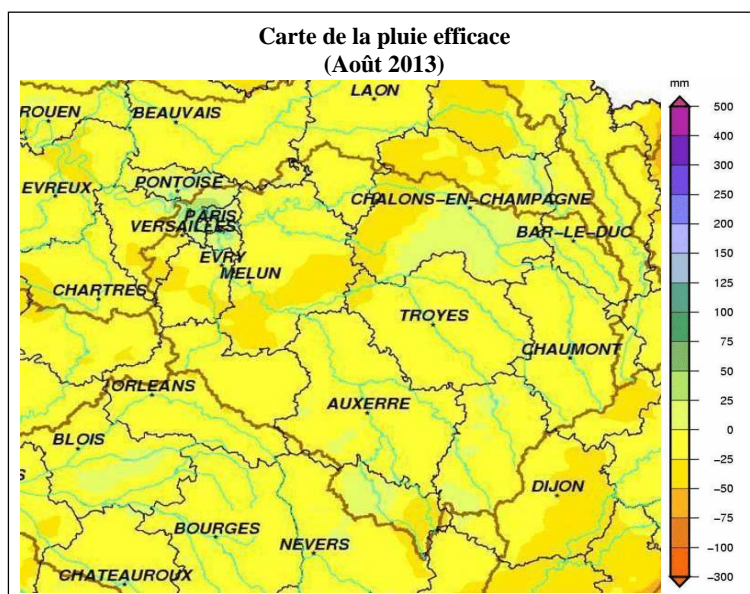 Carte de la pluie efficace
(Août 2013)
mm
LAON
ROUEN
BEAUVAIS
EVREUX
PONTOISE
PARIS
VERSAILLES
CHALONS-EN-CHAMPAGNE
BAR-LE-DUC
EVRY
MELUN
CHARTRES
TROYES
CHAUMONT
ORLEANS
AUXERRE
BLOIS
S
DIJON
BOURGES
NEVERS
CHATEAUROUX
500
400
300
200
150
125
100
75
50
25
0
-25
-50
-75
-100
-300